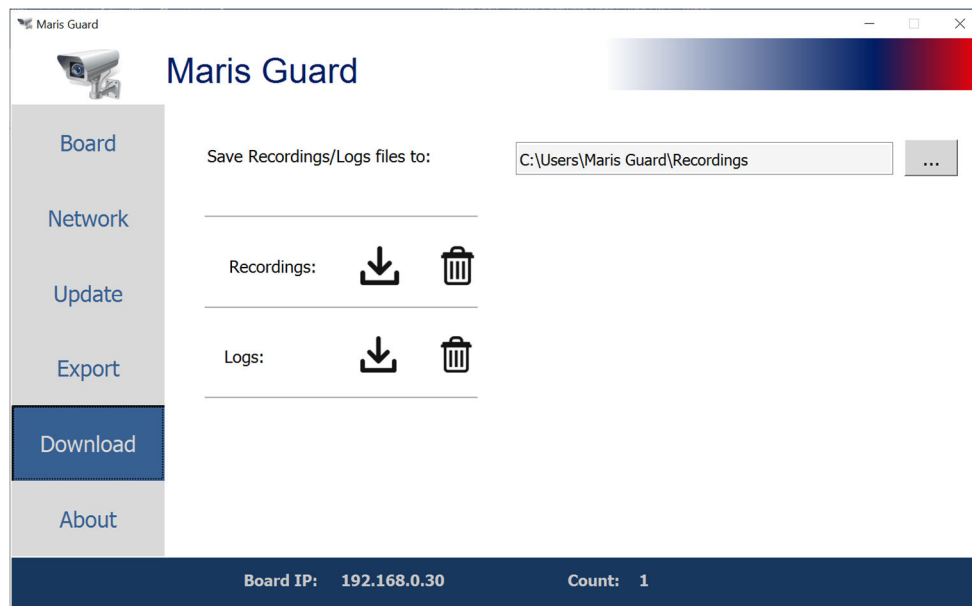 Maris Guard
Maris Guard
Board
Network
Update
Export
Download
About
Save Recordings/Logs files to:
C:\Users\Maris Guard\Recordings
...
Recordings:
Logs:
Board IP: 192.168.0.30 Count: 1